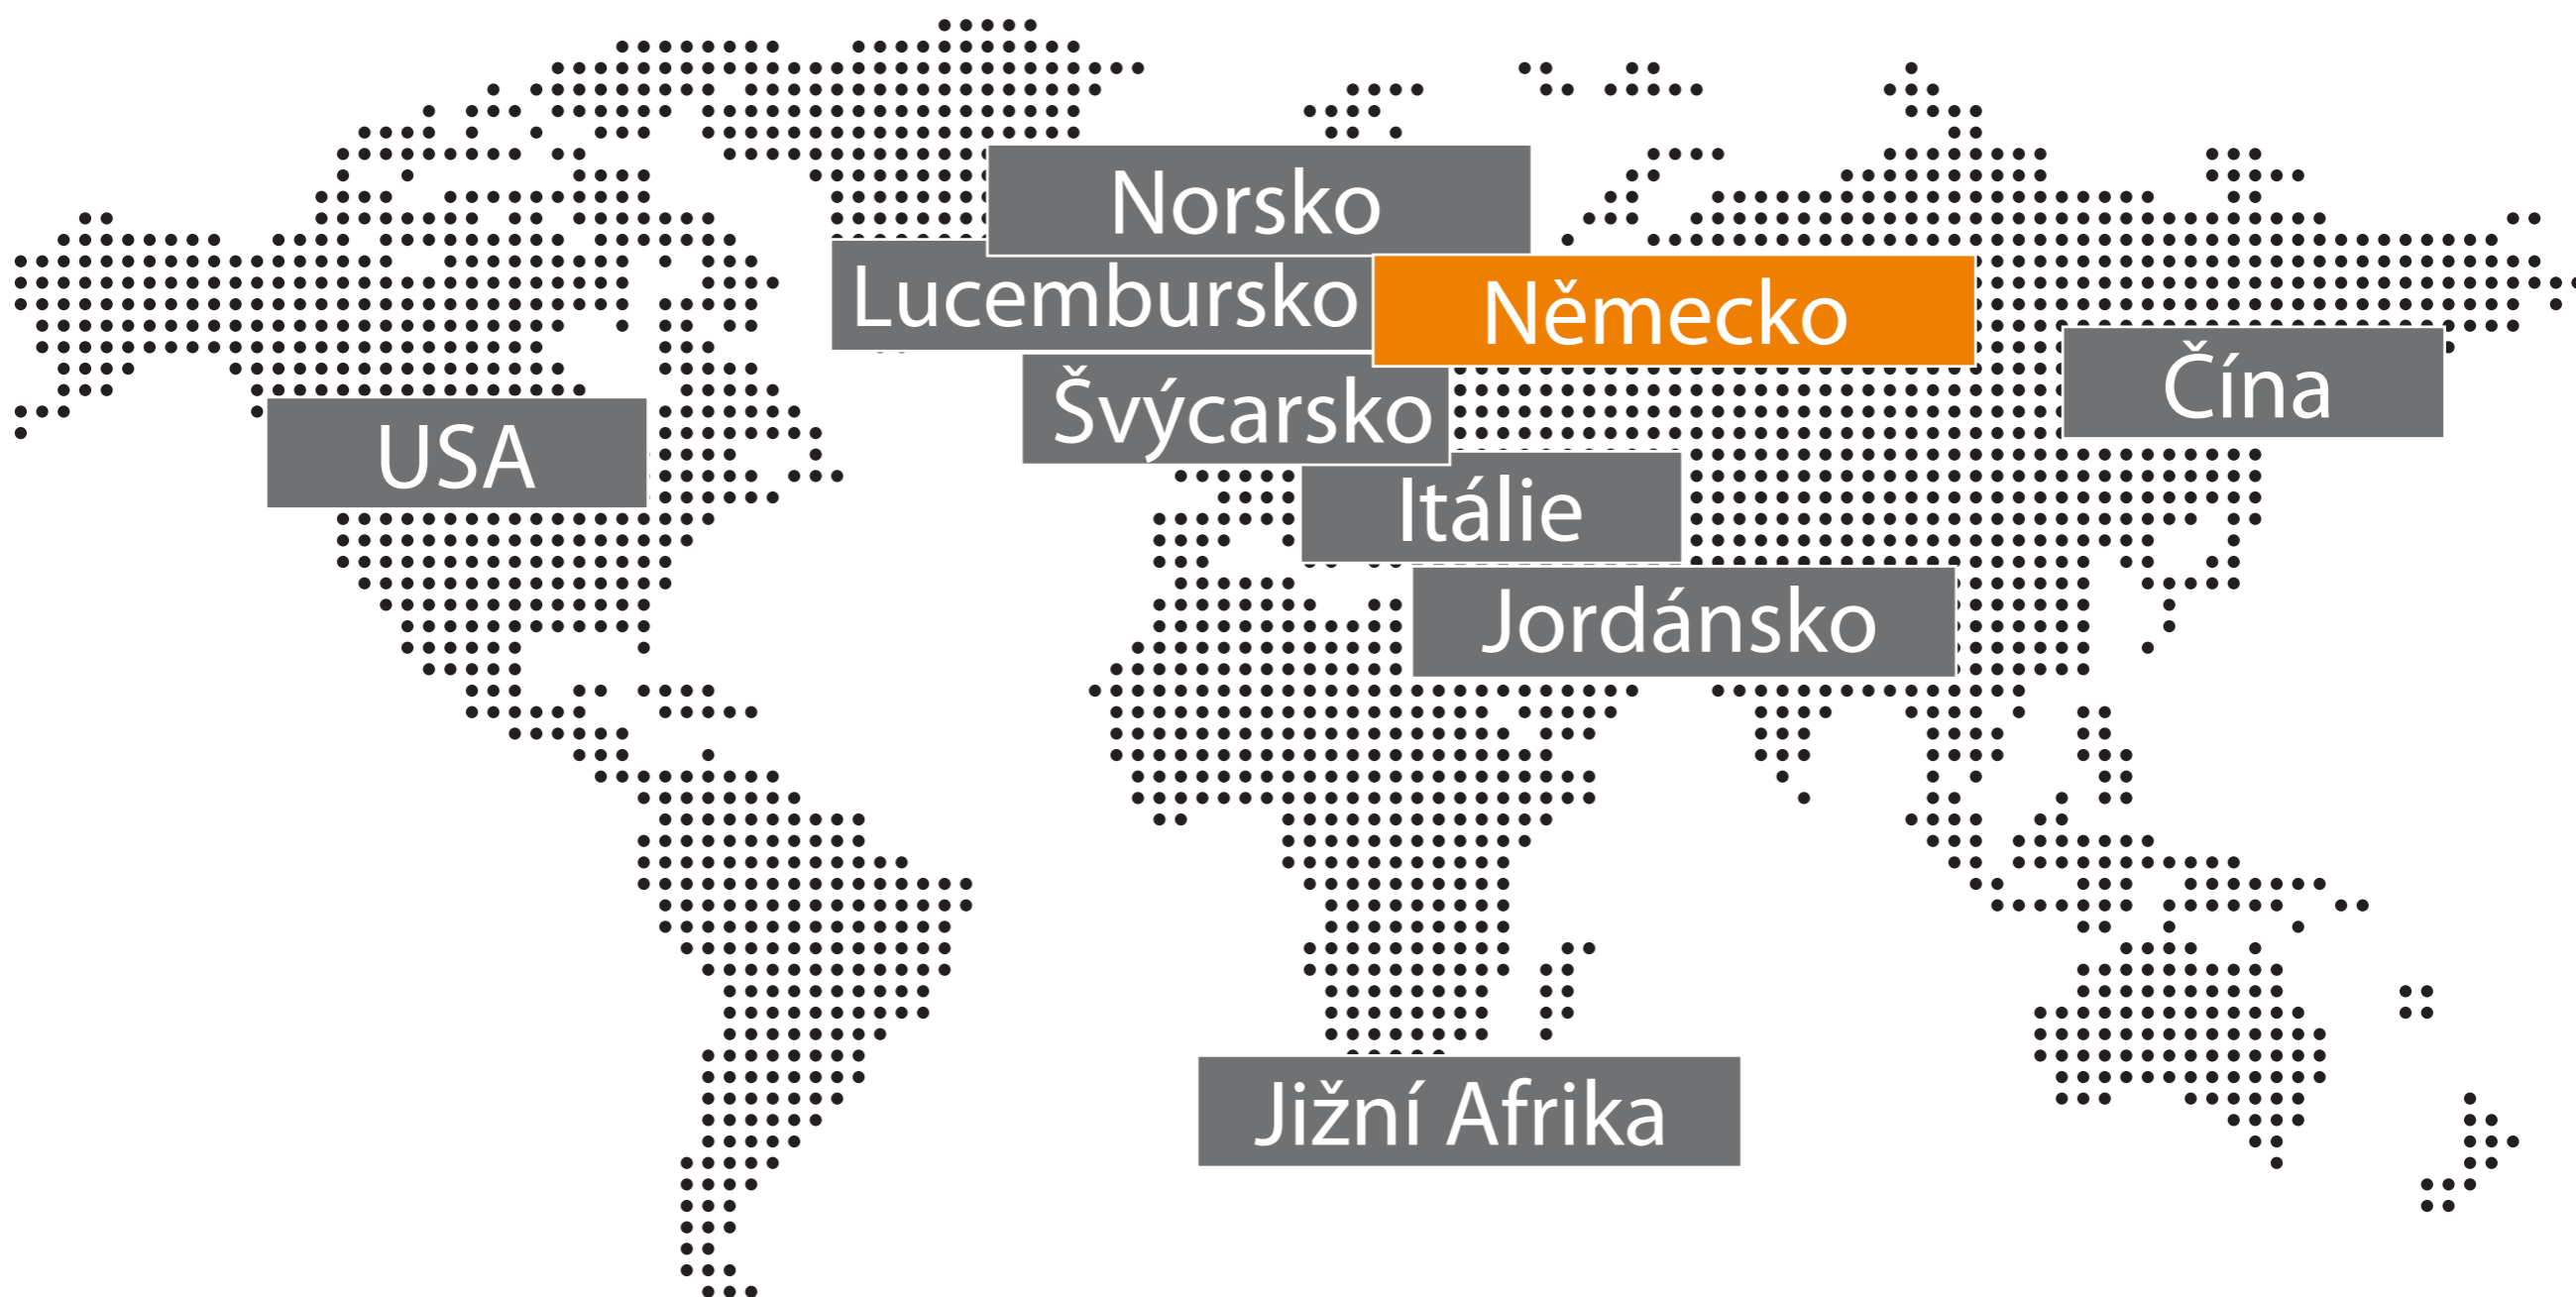 Norsko
Lucembursko
Německo
Čína
Švýcarsko
USA
Itálie
Jordánsko
Jižní Afrika